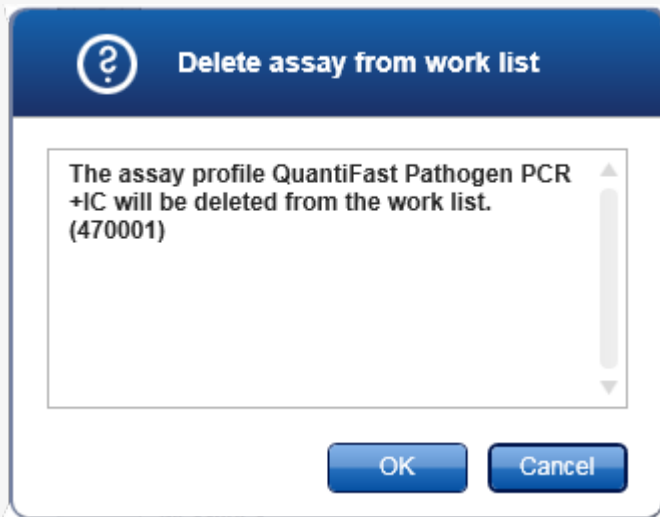 Delete assay from work list
The assay profile QuantiFast Pathogen PCR
+IC will be deleted from the work list.
(470001)
OK
Cancel